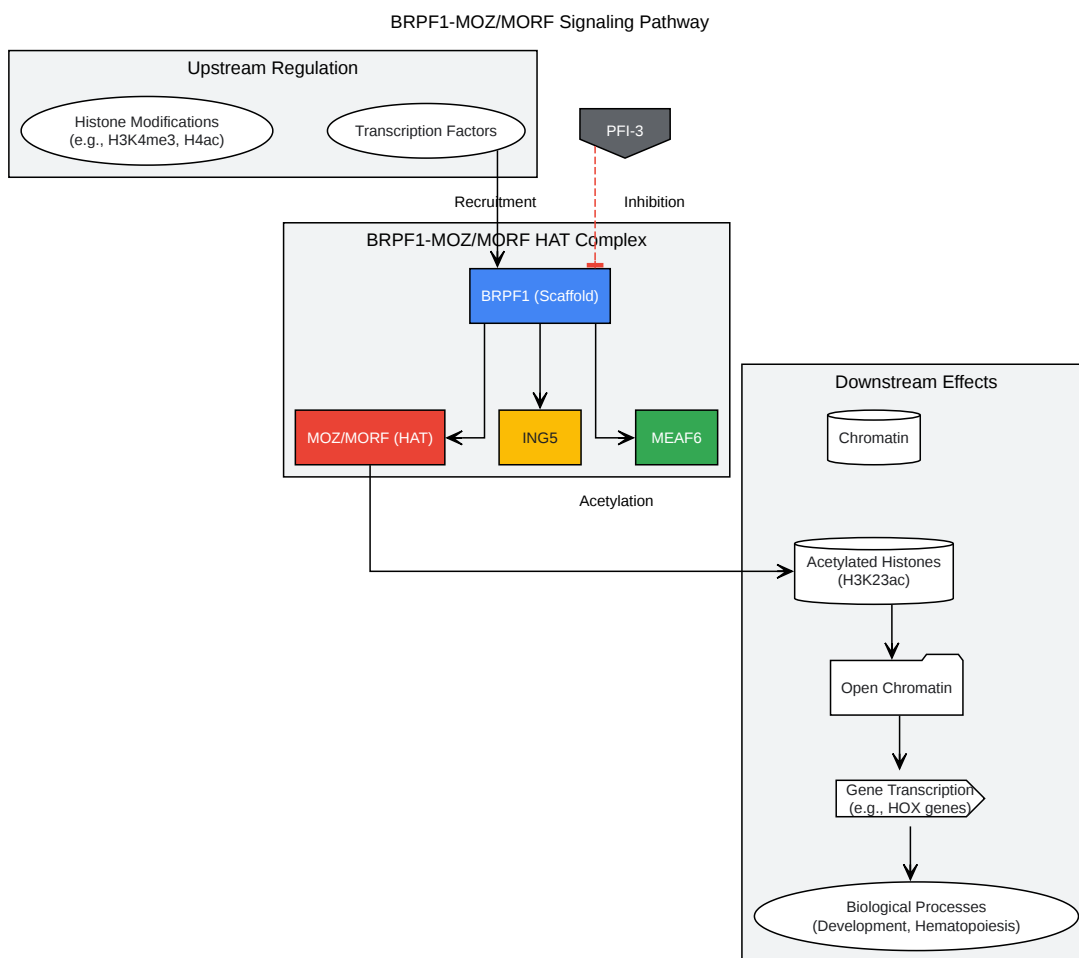 BRPF1-MOZ/MORF Signaling Pathway
Upstream Regulation
Histone Modifications
(e.g., H3K4me3, H4ac)
Transcription Factors
PFI-3
Recruitment
Inhibition
BRPF1-MOZ/MORF HAT Complex
BRPF1 (Scaffold)
MOZ/MORF (HAT)
ING5
MEAF6
Acetylation
Downstream Effects
Chromatin
Acetylated Histones
(H3K23ac)
Open Chromatin
Gene Transcription
(e.g., HOX genes)
Biological Processes
(Development, Hematopoiesis)